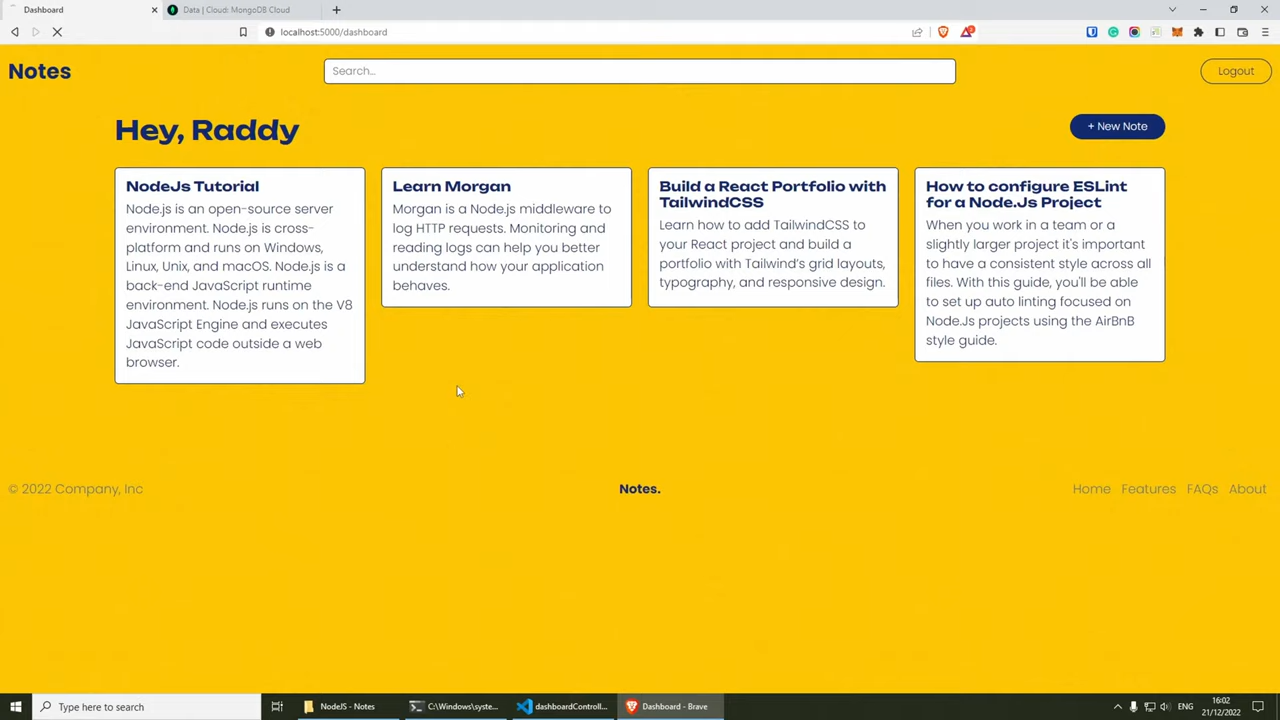 Dashboard
Data | Cloud: MongoDB Cloud
localhost:5000/dashboard
Notes
Search...
Logout
Hey, Raddy
+ New Note
NodeJs Tutorial
Node.js is an open-source server
environment. Node.js is cross-
platform and runs on Windows,
Linux, Unix, and macOS. Node.js is a
back-end JavaScript runtime
environment. Node.js runs on the V8
JavaScript Engine and executes
JavaScript code outside a web
browser.
Learn Morgan
Morgan is a Node.js middleware to
log HTTP requests. Monitoring and
reading logs can help you better
understand how your application
behaves.
Build a React Portfolio with
TailwindCSS
Learn how to add TailwindCSS to
your React project and build a
portfolio with Tailwind's grid layouts,
typography, and responsive design.
How to configure ESLint
for a Node.Js Project
When you work in a team or a
slightly larger project it's important
to have a consistent style across all
files. With this guide, you'll be able
to set up auto linting focused on
Node.Js projects using the AirBnB
style guide.
© 2022 Company, Inc
Notes.
Home Features FAQs About
Type here to search
NodeJS - Notes
C:\Windows\syste...
dashboardControll...
Dashboard - Brave
ENG
16:02
21/12/2022